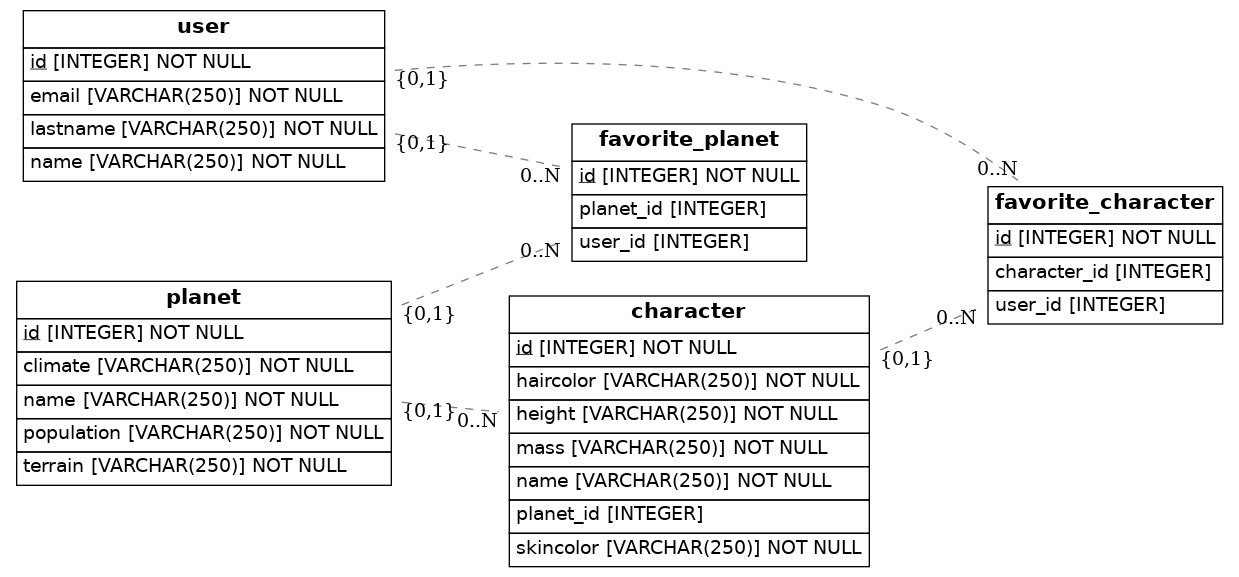 user
id [INTEGER] NOT NULL
email [VARCHAR(250)] NOT NULL
lastname [VARCHAR(250)] NOT NULL
name [VARCHAR(250)] NOT NULL
{0,1}
{0,1}
favorite_planet
id [INTEGER] NOT NULL
planet_id [INTEGER]
user_id [INTEGER]
0..N
0..N
0..N
favorite_character
id [INTEGER] NOT NULL
character_id [INTEGER]
user_id [INTEGER]
0..N
planet
id [INTEGER] NOT NULL
climate [VARCHAR(250)] NOT NULL
name [VARCHAR(250)] NOT NULL
population [VARCHAR(250)] NOT NULL
terrain [VARCHAR(250)] NOT NULL
{0,1}
{0,1}
0..N
character
id [INTEGER] NOT NULL
haircolor [VARCHAR(250)] NOT NULL
height [VARCHAR(250)] NOT NULL
mass [VARCHAR(250)] NOT NULL
name [VARCHAR(250)] NOT NULL
planet_id [INTEGER]
skincolor [VARCHAR(250)] NOT NULL
{0,1}